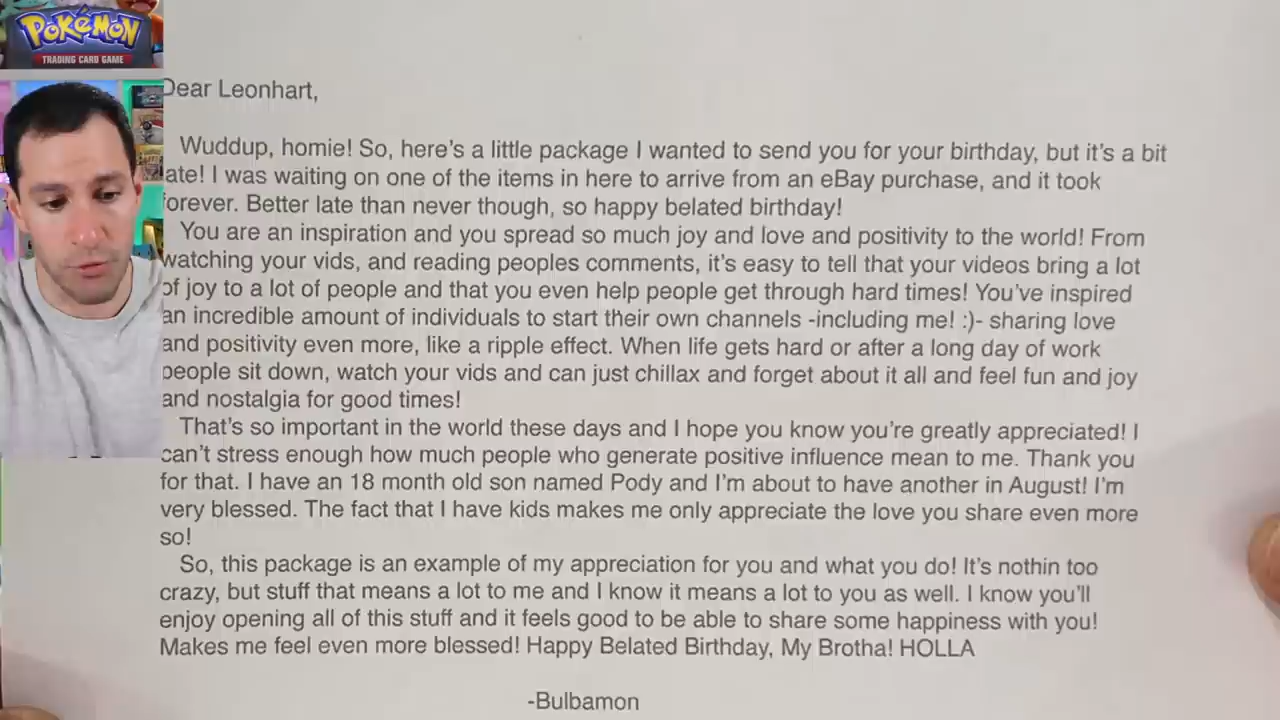 POKéMON
TRADING CARD GAME
Dear Leonhart,
Wuddup, homie! So, here's a little package I wanted to send you for your birthday, but it's a bit
ate! I was waiting on one of the items in here to arrive from an eBay purchase, and it took
forever. Better late than never though, so happy belated birthday!
You are an inspiration and you spread so much joy and love and positivity to the world! From
watching your vids, and reading peoples comments, it's easy to tell that your videos bring a lot
of joy to a lot of people and that you even help people get through hard times! You've inspired
an incredible amount of individuals to start their own channels -including me! :)- sharing love
and positivity even more, like a ripple effect. When life gets hard or after a long day of work
people sit down, watch your vids and can just chillax and forget about it all and feel fun and joy
and nostalgia for good times!
That's so important in the world these days and I hope you know you're greatly appreciated! I
can't stress enough how much people who generate positive influence mean to me. Thank you
for that. I have an 18 month old son named Pody and I'm about to have another in August! I'm
very blessed. The fact that I have kids makes me only appreciate the love you share even more
so!
So, this package is an example of my appreciation for you and what you do! It's nothin too
crazy, but stuff that means a lot to me and I know it means a lot to you as well. I know you'll
enjoy opening all of this stuff and it feels good to be able to share some happiness with you!
Makes me feel even more blessed! Happy Belated Birthday, My Brotha! HOLLA
-Bulbamon